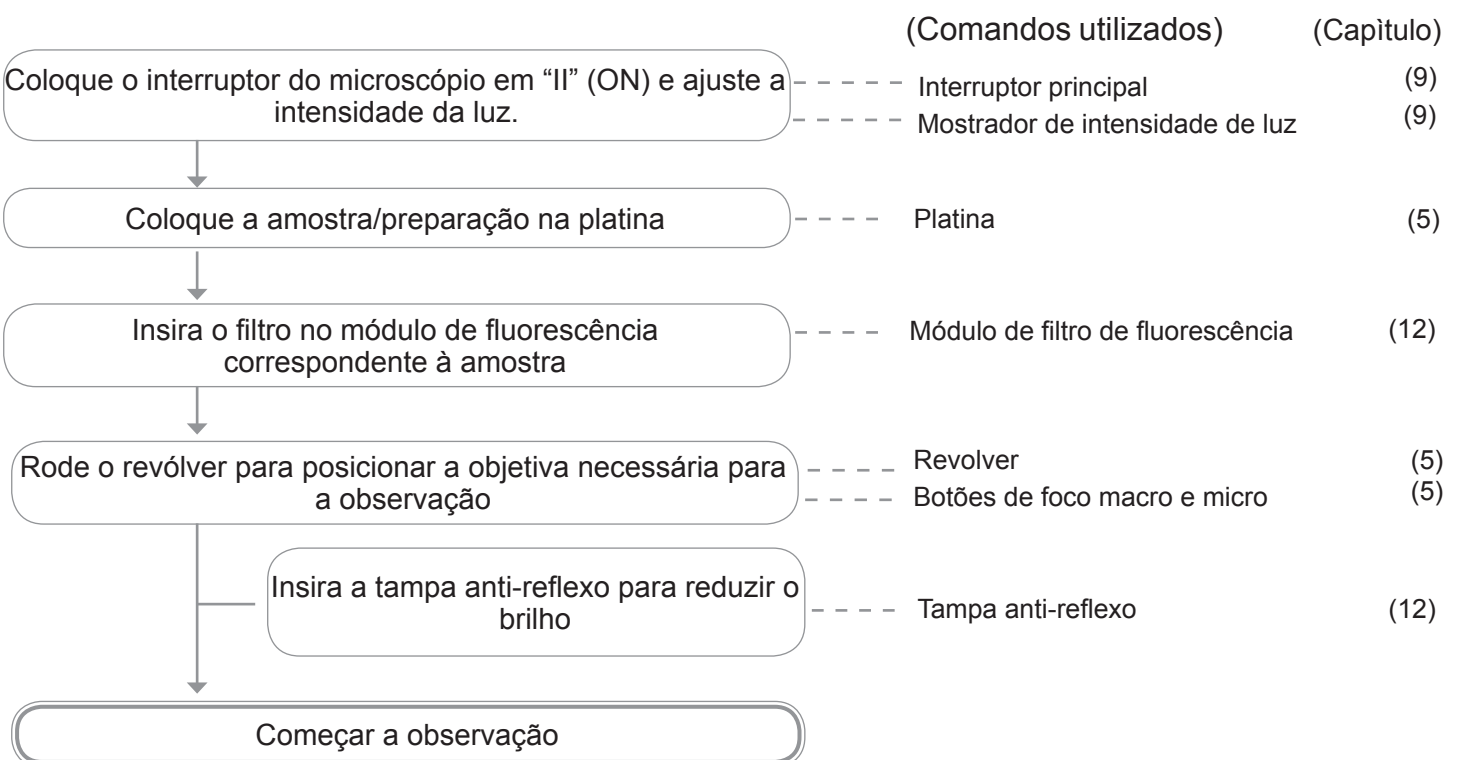 (Comandos utilizados) (Capìtulo)
Coloque o interruptor do microscópio em “II” (ON) e ajuste a
intensidade da luz.
Interruptor principal (9)
Mostrador de intensidade de luz (9)
Coloque a amostra/preparação na platina
Platina (5)
Insira o filtro no módulo de fluorescência
correspondente à amostra
Módulo de filtro de fluorescência (12)
Rode o revólver para posicionar a objetiva necessária para
a observação
Revolver (5)
Botões de foco macro e micro (5)
Insira a tampa anti-reflexo para reduzir o
brilho
Tampa anti-reflexo (12)
Começar a observação